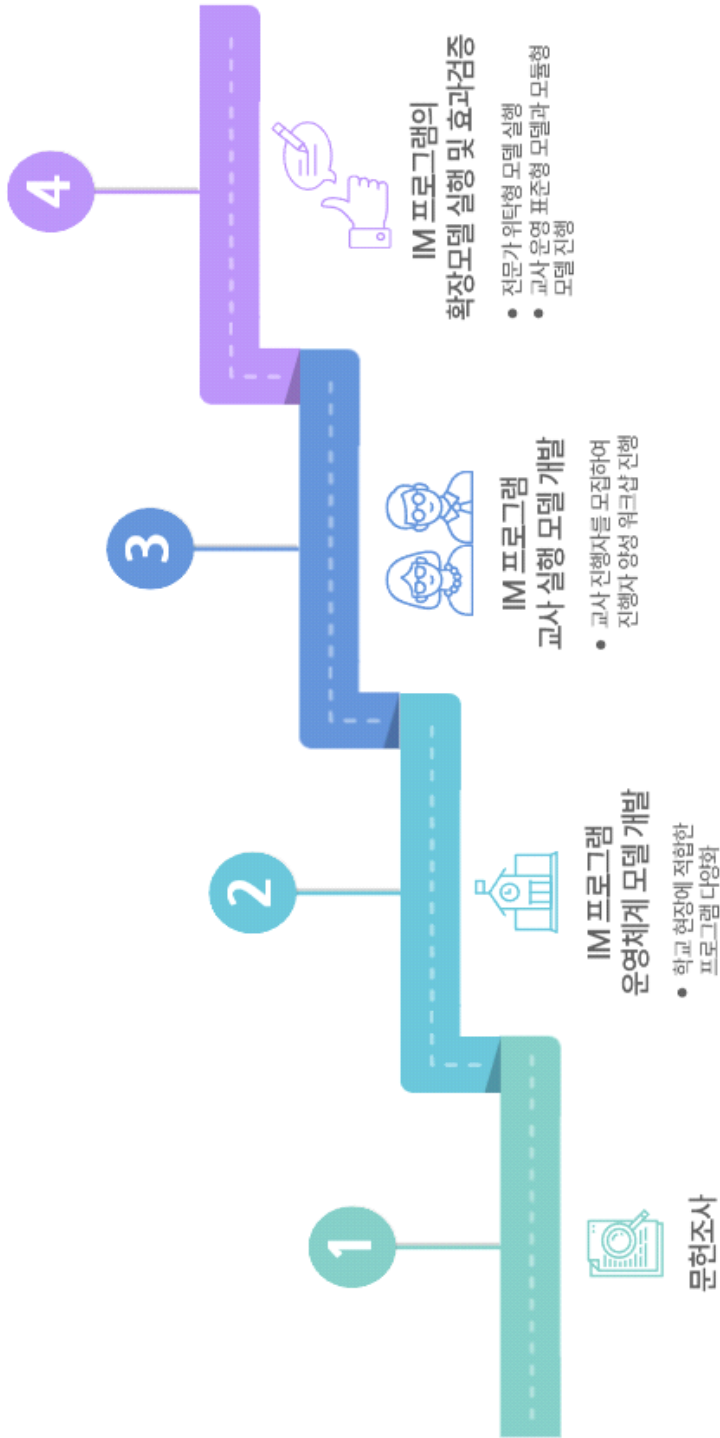 1
문헌조사
2
IM 프로그램
운영체계 모델 개발
• 학교 현장에 적합한
프로그램 다양화
3
IM 프로그램
교사 실행 모델 개발
• 교사 진행자를 모집하여
진행자 양성 워크샵 진행
4
IM 프로그램의
확장모델 실행 및 효과검증
• 전문가 위탁형 모델 실행
• 교사 운영 표준형 모델과 모듈형
모델 진행